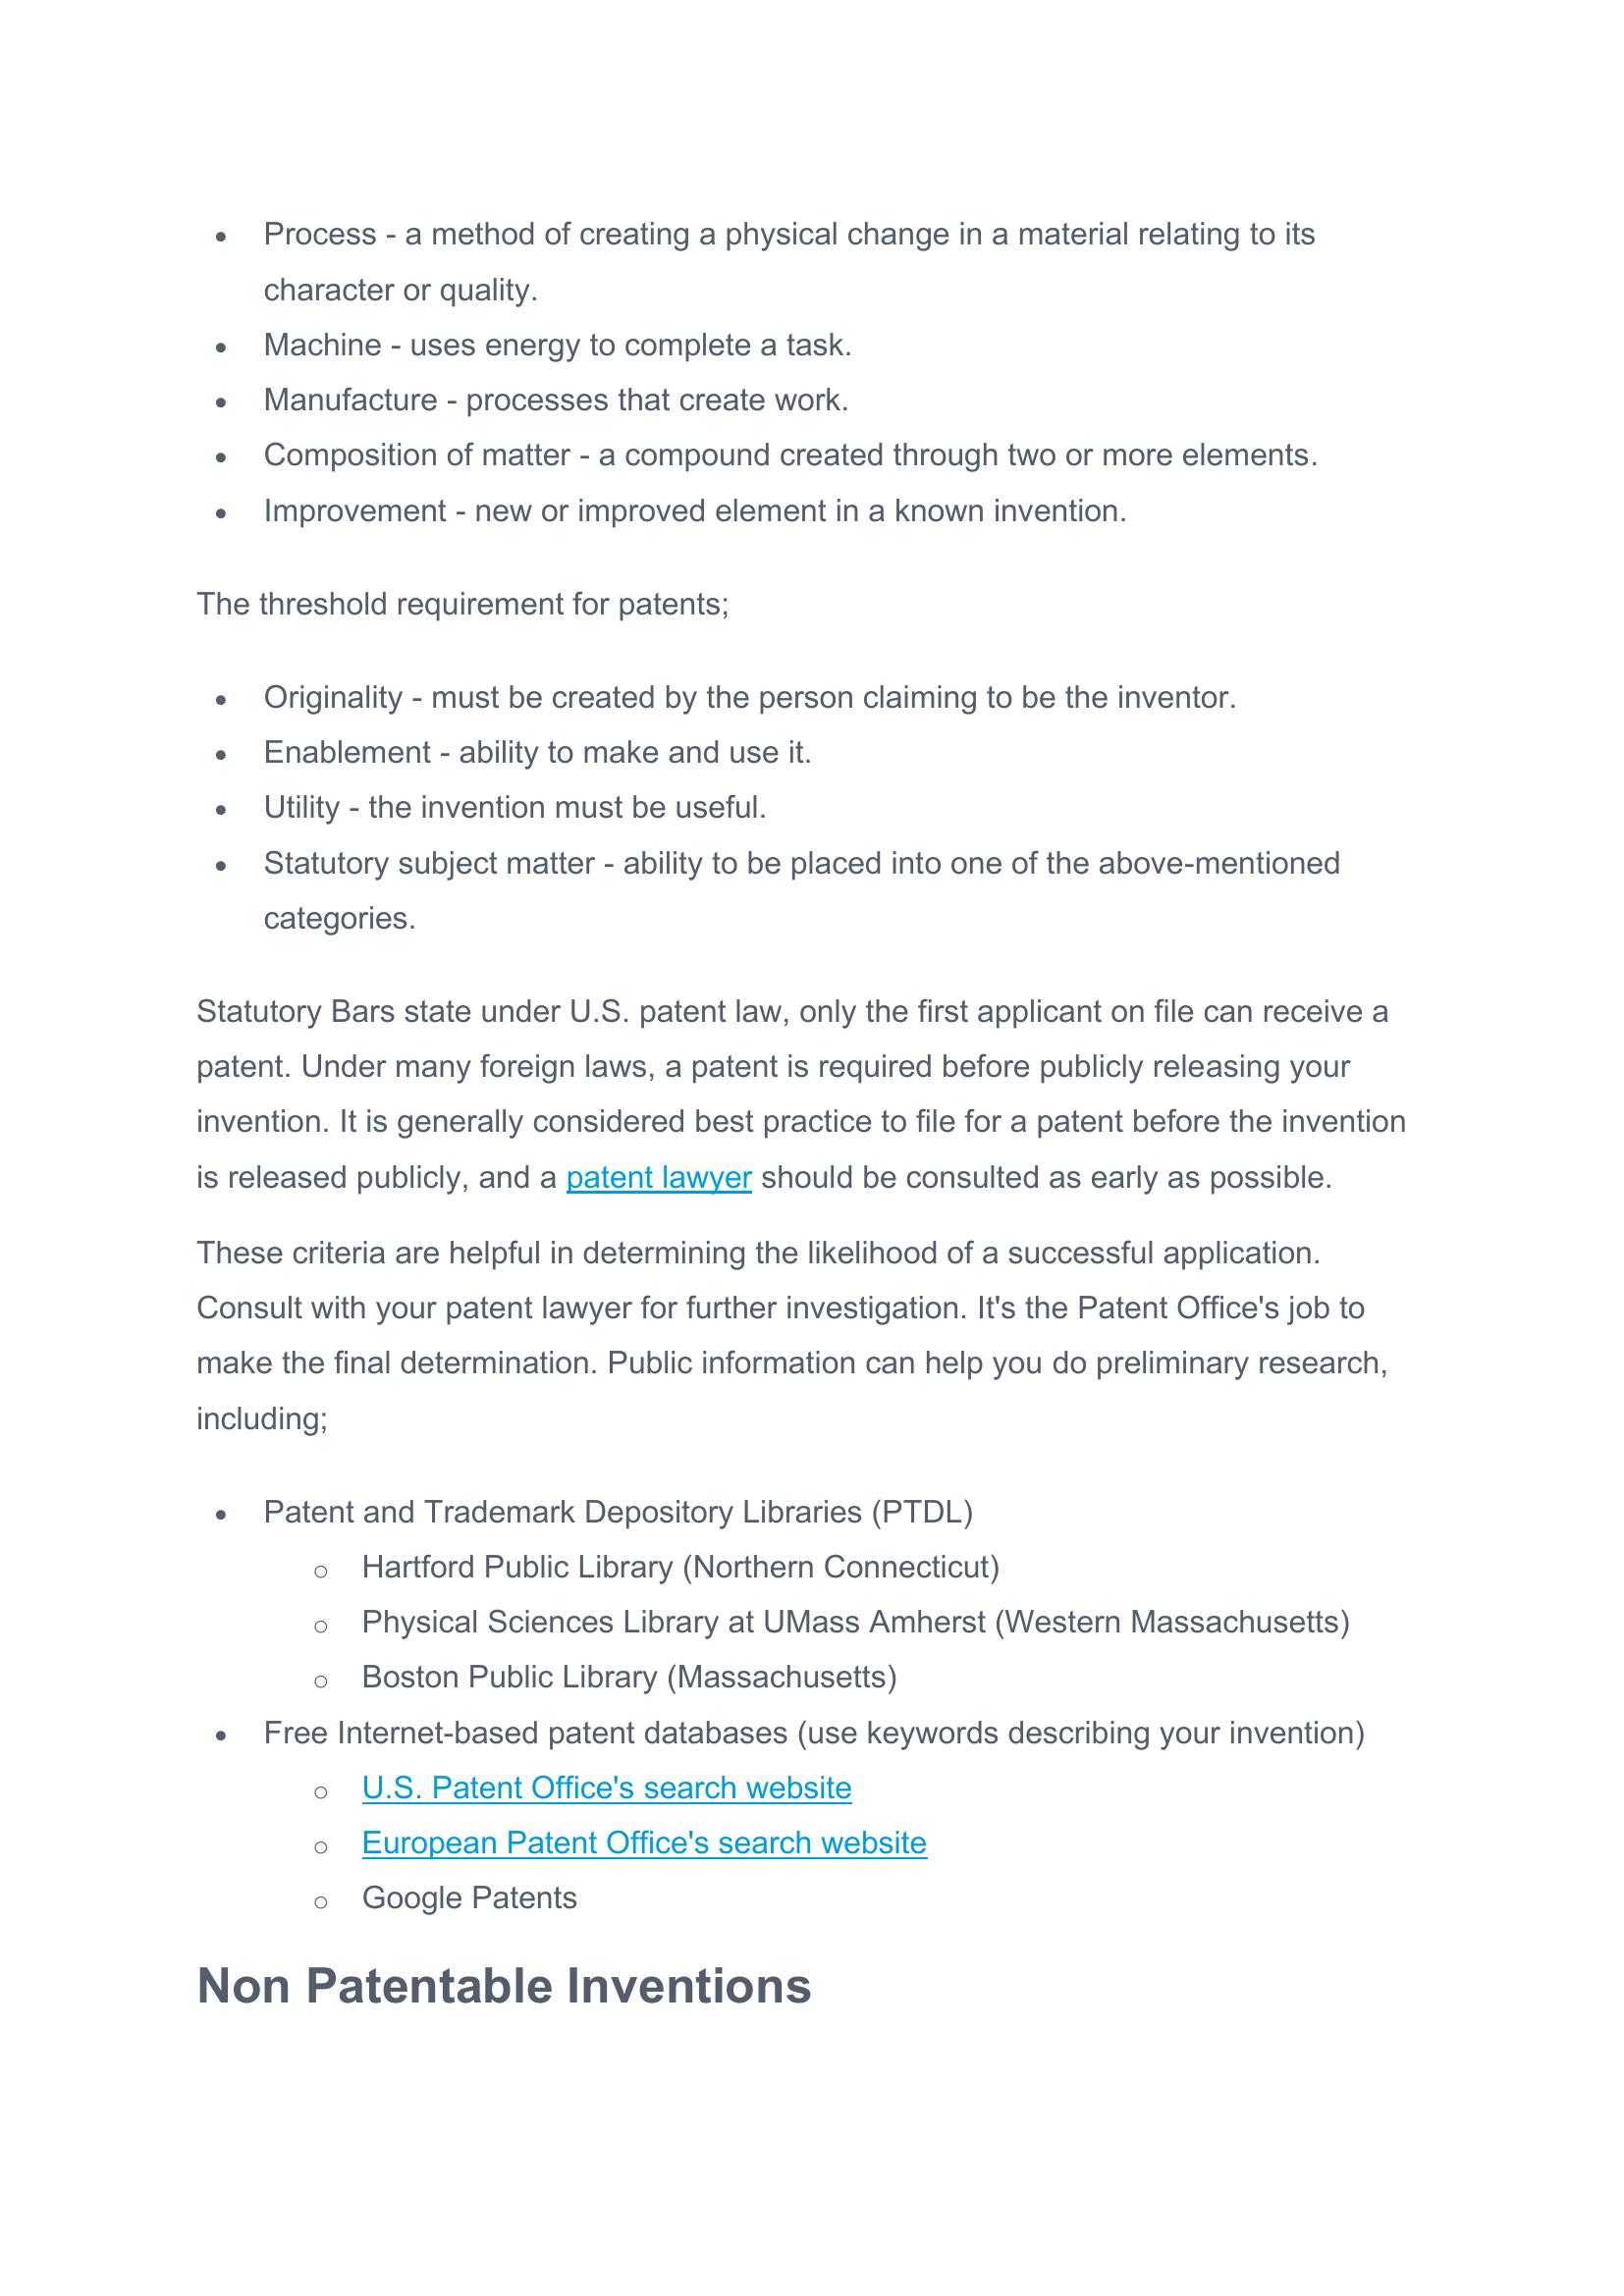 • Process - a method of creating a physical change in a material relating to its
character or quality.
• Machine - uses energy to complete a task.
• Manufacture - processes that create work.
• Composition of matter - a compound created through two or more elements.
• Improvement - new or improved element in a known invention.
The threshold requirement for patents;
• Originality - must be created by the person claiming to be the inventor.
• Enablement - ability to make and use it.
• Utility - the invention must be useful.
• Statutory subject matter - ability to be placed into one of the above-mentioned
categories.
Statutory Bars state under U.S. patent law, only the first applicant on file can receive a
patent. Under many foreign laws, a patent is required before publicly releasing your
invention. It is generally considered best practice to file for a patent before the invention
is released publicly, and a patent lawyer should be consulted as early as possible.
These criteria are helpful in determining the likelihood of a successful application.
Consult with your patent lawyer for further investigation. It's the Patent Office's job to
make the final determination. Public information can help you do preliminary research,
including;
• Patent and Trademark Depository Libraries (PTDL)
○ Hartford Public Library (Northern Connecticut)
○ Physical Sciences Library at UMass Amherst (Western Massachusetts)
○ Boston Public Library (Massachusetts)
• Free Internet-based patent databases (use keywords describing your invention)
○ U.S. Patent Office's search website
○ European Patent Office's search website
○ Google Patents
Non Patentable Inventions